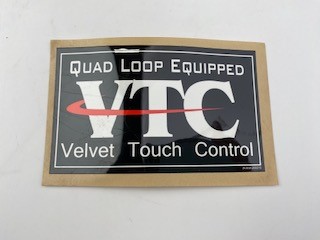 QUAD LOOP EQUIPPED
VTC
Velvet Touch Control